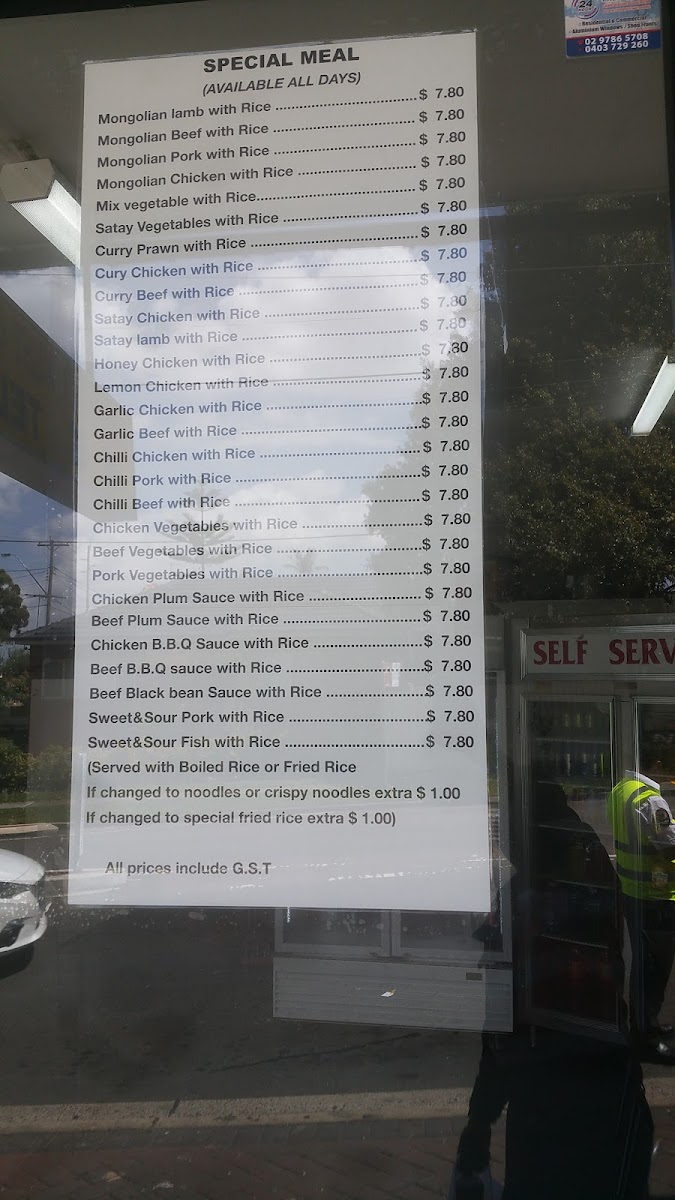 24
Residential & Commercial
Aluminium Windows / Shop Fronts
02 9786 5708
0403 729 260
SPECIAL MEAL
(AVAILABLE ALL DAYS)
Mongolian lamb with Rice ........................................ $ 7.80
Mongolian Beef with Rice ........................................ $ 7.80
Mongolian Pork with Rice ........................................ $ 7.80
Mongolian Chicken with Rice .................................. $ 7.80
Mix vegetable with Rice............................................ $ 7.80
Satay Vegetables with Rice ..................................... $ 7.80
Curry Prawn with Rice ............................................. $ 7.80
Cury Chicken with Rice ............................................ $ 7.80
Curry Beef with Rice ................................................ $ 7.80
Satay Chicken with Rice .......................................... $ 7.80
Satay lamb with Rice ............................................... $ 7.80
Honey Chicken with Rice ......................................... $ 7.80
Lemon Chicken with Rice ........................................ $ 7.80
Garlic Chicken with Rice .......................................... $ 7.80
Garlic Beef with Rice ................................................ $ 7.80
Chilli Chicken with Rice ............................................ $ 7.80
Chilli Pork with Rice .................................................. $ 7.80
Chilli Beef with Rice .................................................. $ 7.80
Chicken Vegetables with Rice ................................. $ 7.80
Beef Vegetables with Rice ....................................... $ 7.80
Pork Vegetables with Rice ....................................... $ 7.80
Chicken Plum Sauce with Rice ............................... $ 7.80
Beef Plum Sauce with Rice ..................................... $ 7.80
Chicken B.B.Q Sauce with Rice .............................. $ 7.80
Beef B.B.Q sauce with Rice ..................................... $ 7.80
Beef Black bean Sauce with Rice ........................... $ 7.80
Sweet&Sour Pork with Rice .................................... $ 7.80
Sweet&Sour Fish with Rice ..................................... $ 7.80
(Served with Boiled Rice or Fried Rice
If changed to noodles or crispy noodles extra $ 1.00
If changed to special fried rice extra $ 1.00)
All prices include G.S.T
SELF SERV